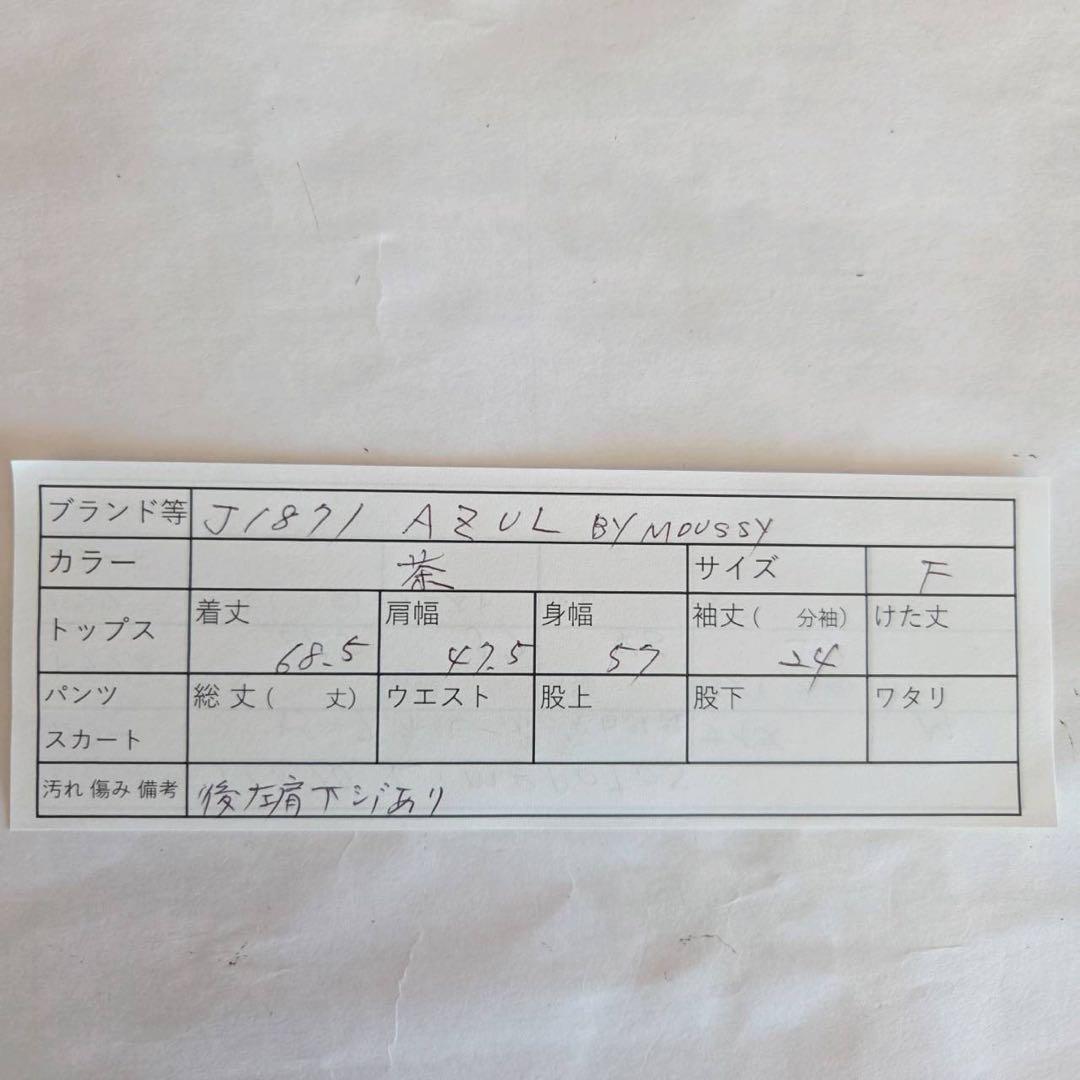 ブランド等 J1871 AZUL BY MOUSSY
カラー 茶 サイズ F
トップス 着丈 68.5 肩幅 47.5 身幅 57 袖丈( 分袖) 24 けた丈
パンツ スカート 総丈( 丈) ウエスト 股上 股下 ワタリ
汚れ 傷み 備考 後左肩下シミあり